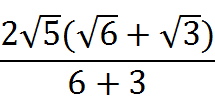 2√5(√6 + √3)
6 + 3